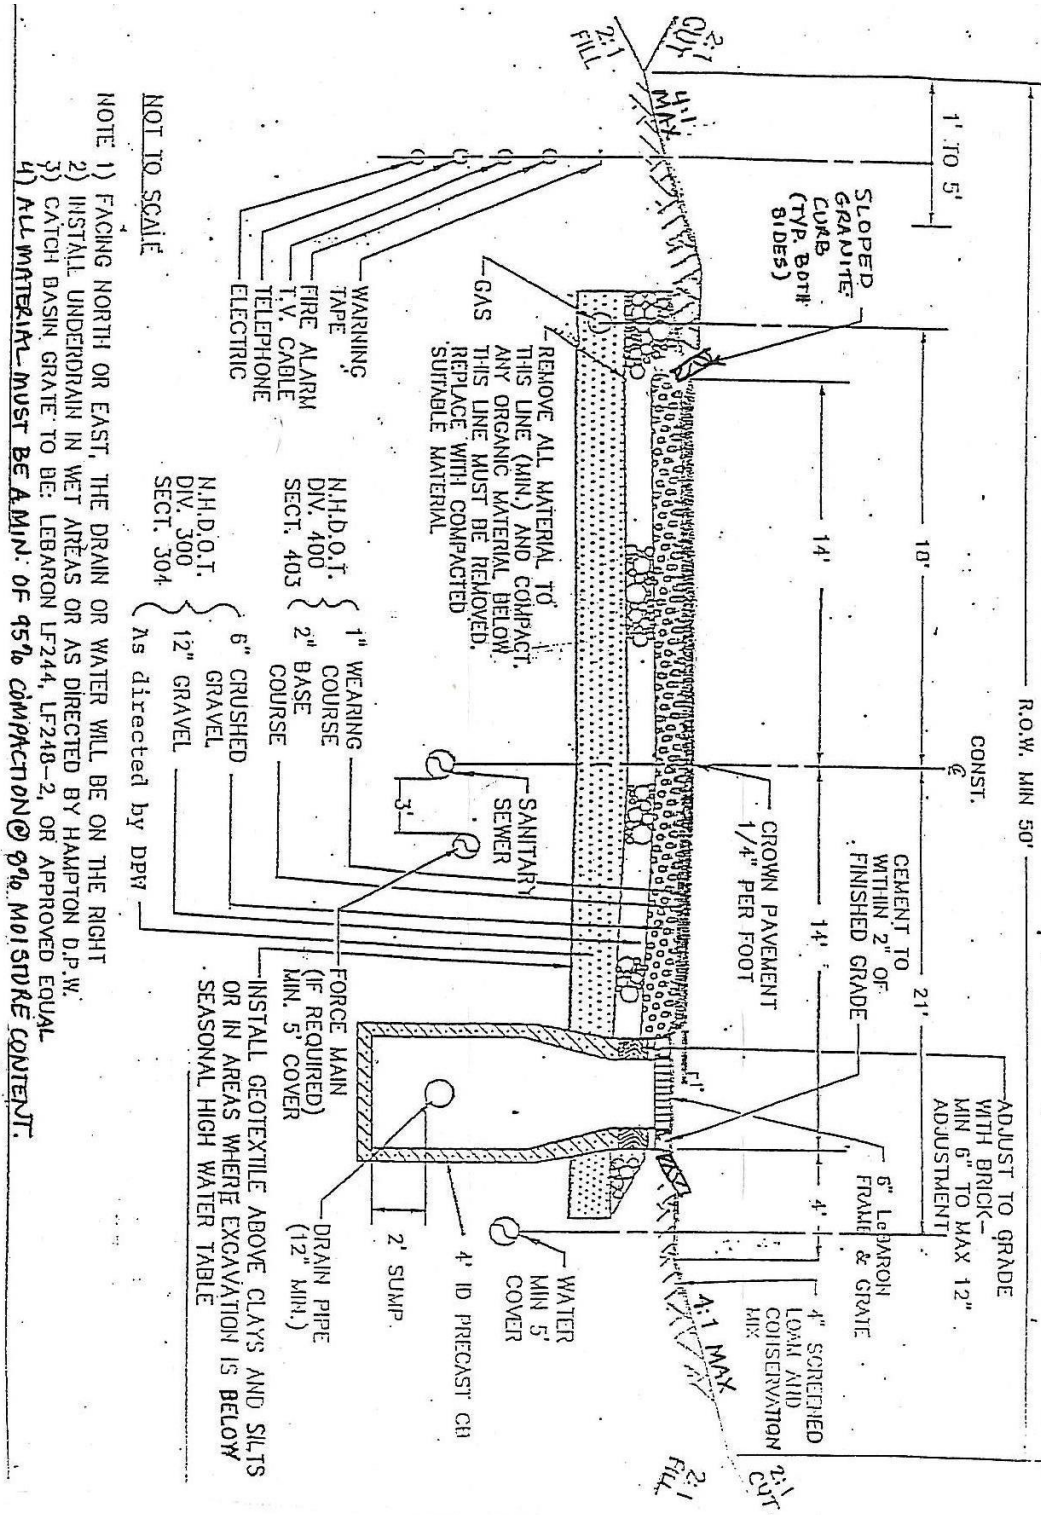 R.O.W. MIN 50'
CONST.
℄
1' TO 5'
18'
21'
14'
14'
4'
2:1
CUT
2:1
FILL
4:1
MAX
SLOPED
GRANITE
CURB
(TYP. BOTH
SIDES)
CROWN PAVEMENT
1/4" PER FOOT
CEMENT TO
WITHIN 2" OF
FINISHED GRADE
ADJUST TO GRADE
WITH BRICK-
MIN 6" TO MAX 12"
ADJUSTMENT
6" LeBARON
FRAME & GRATE
1"
4" SCREENED
LOAM AND
CONSERVATION
MIX
4:1 MAX
2:1
CUT
2:1
FILL
GAS
WARNING
TAPE
FIRE ALARM
T.V. CABLE
TELEPHONE
ELECTRIC
REMOVE ALL MATERIAL TO
THIS LINE (MIN.) AND COMPACT.
ANY ORGANIC MATERIAL BELOW
THIS LINE MUST BE REMOVED.
REPLACE WITH COMPACTED
SUITABLE MATERIAL
SANITARY
SEWER
3'
FORCE MAIN
(IF REQUIRED)
MIN. 5' COVER
WATER
MIN 5'
COVER
4' ID PRECAST CB
2' SUMP
DRAIN PIPE
(12" MIN.)
N.H.D.O.T.
DIV. 400
SECT. 403
1" WEARING
COURSE
2" BASE
COURSE
N.H.D.O.T.
DIV. 300
SECT. 304
6" CRUSHED
GRAVEL
12" GRAVEL
As directed by DPW
INSTALL GEOTEXTILE ABOVE CLAYS AND SILTS
OR IN AREAS WHERE EXCAVATION IS BELOW
SEASONAL HIGH WATER TABLE
NOT TO SCALE
NOTE 1) FACING NORTH OR EAST, THE DRAIN OR WATER WILL BE ON THE RIGHT
2) INSTALL UNDERDRAIN IN WET AREAS OR AS DIRECTED BY HAMPTON D.P.W.
3) CATCH BASIN GRATE TO BE: LEBARON LF244, LF248-2, OR APPROVED EQUAL
4) ALL MATERIAL MUST BE A MIN. OF 95% COMPACTION @ 9% MOISTURE CONTENT.